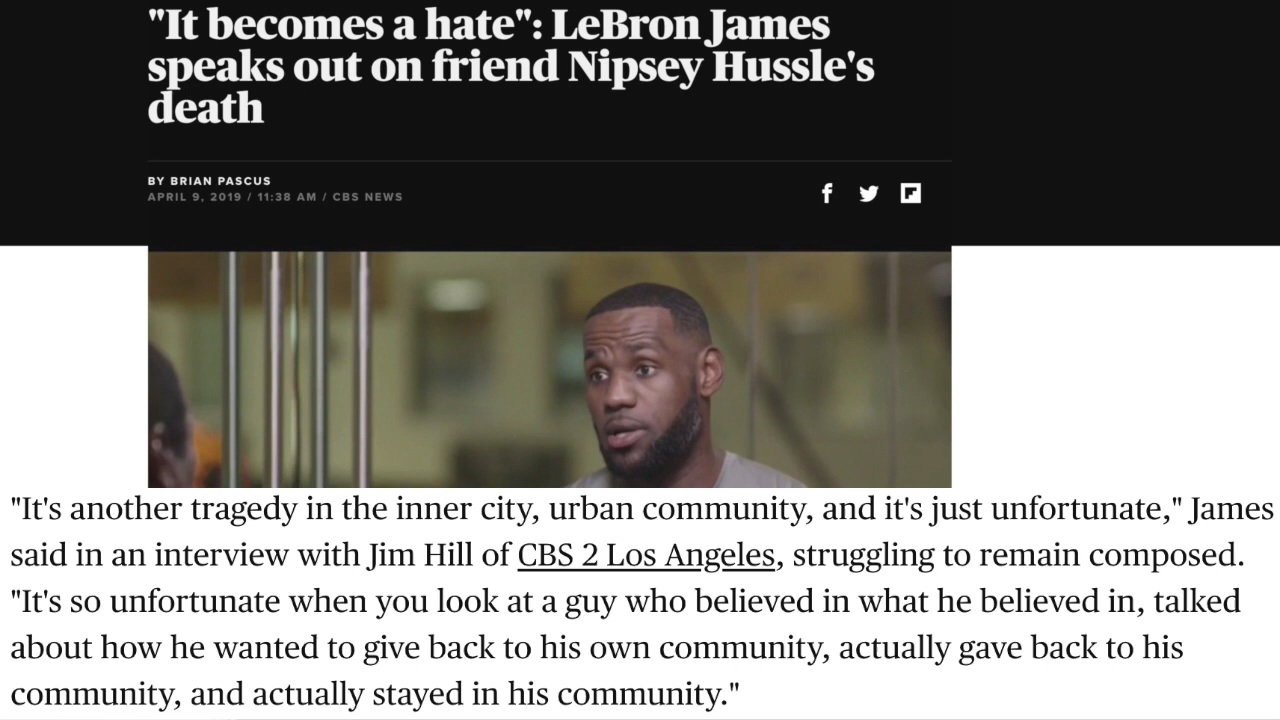 "It becomes a hate": LeBron James
speaks out on friend Nipsey Hussle's
death
BY BRIAN PASCUS
APRIL 9, 2019 / 11:38 AM / CBS NEWS
"It's another tragedy in the inner city, urban community, and it's just unfortunate," James
said in an interview with Jim Hill of CBS 2 Los Angeles, struggling to remain composed.
"It's so unfortunate when you look at a guy who believed in what he believed in, talked
about how he wanted to give back to his own community, actually gave back to his
community, and actually stayed in his community."